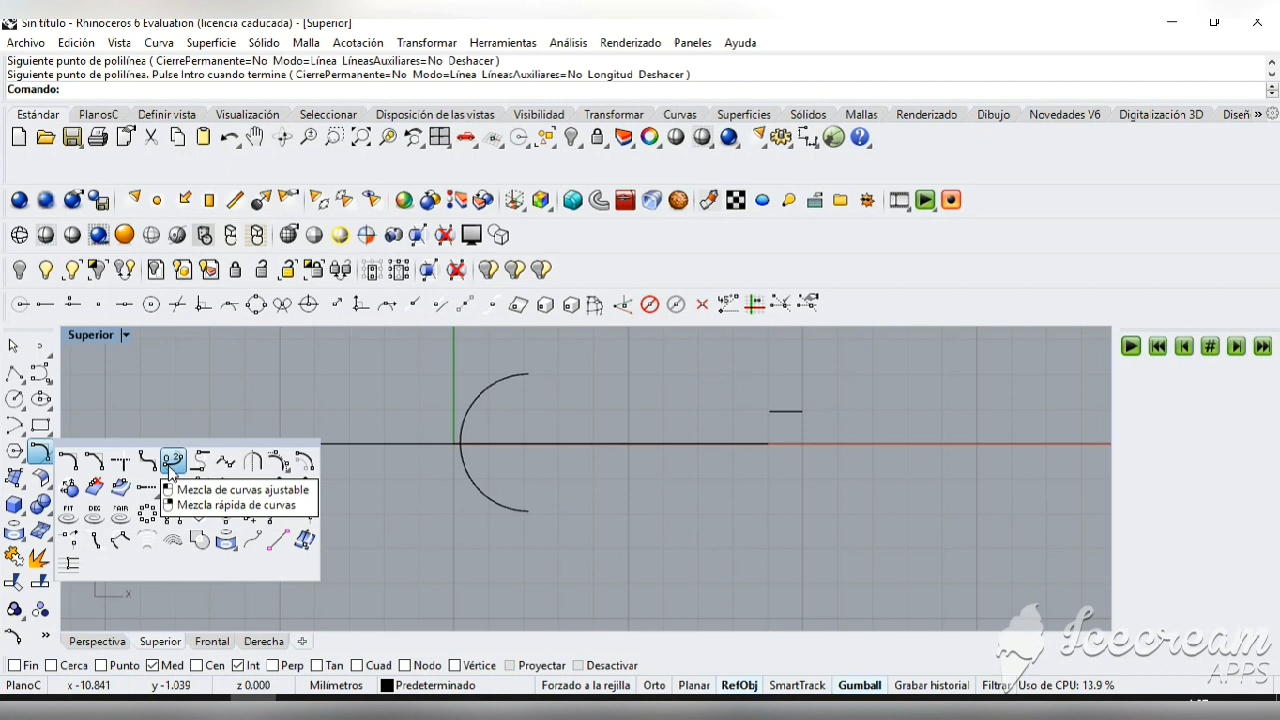 Sin título - Rhinoceros 6 Evaluation (licencia caducada) - [Superior]
Archivo Edición Vista Curva Superficie Sólido Malla Acotación Transformar Herramientas Análisis Renderizado Paneles Ayuda
Siguiente punto de polilínea ( CierrePermanente=No Modo=Línea LíneasAuxiliares=No Deshacer )
Siguiente punto de polilínea. Pulse Intro cuando termine ( CierrePermanente=No Modo=Línea LíneasAuxiliares=No Longitud Deshacer )
Comando:
Estándar PlanosC Definir vista Visualización Seleccionar Disposición de las vistas Visibilidad Transformar Curvas Superficies Sólidos Mallas Renderizado Dibujo Novedades V6 Digitalización 3D Diseñ »
45°
Superior
Mezcla de curvas ajustable
Mezcla rápida de curvas
DEG FAIR
x
»
Perspectiva Superior Frontal Derecha
Fin Cerca Punto Med Cen Int Perp Tan Cuad Nodo Vértice Proyectar Desactivar
PlanoC x -10.841 y -1.039 z 0.000 Milímetros Predeterminado Forzado a la rejilla Orto Planar RefObj SmartTrack Gumball Grabar historial Filtrar Uso de CPU: 13.9 %
Icecream
APPS